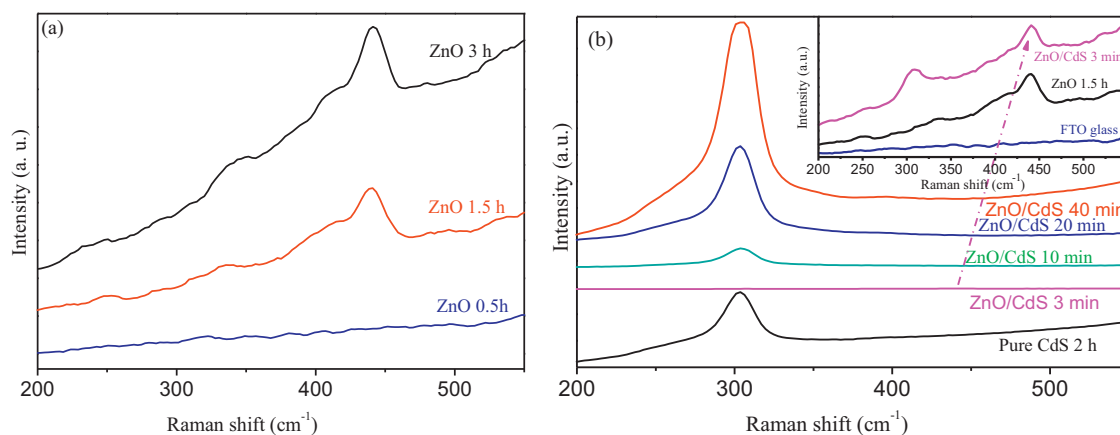 (a)
ZnO 3 h
ZnO 1.5 h
ZnO 0.5h
Intensity (a. u.)
200
300
400
500
Raman shift (cm-1)
(b)
ZnO/CdS 40 min
ZnO/CdS 20 min
ZnO/CdS 10 min
ZnO/CdS 3 min
Pure CdS 2 h
Intensity (a.u.)
200
300
400
500
Raman shift (cm-1)
ZnO/CdS 3 min
ZnO 1.5 h
FTO glass
Intensity (a.u.)
200
250
300
350
400
450
500
Raman shift (cm-1)